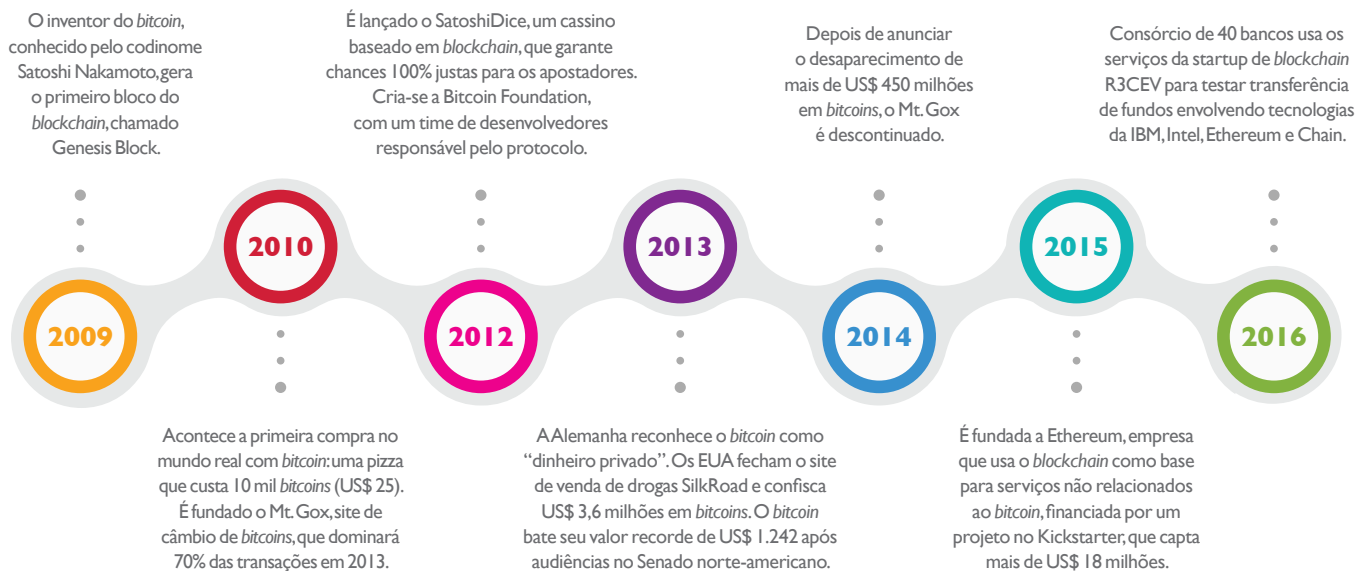 O inventor do bitcoin,
conhecido pelo codinome
Satoshi Nakamoto, gera
o primeiro bloco do
blockchain, chamado
Genesis Block.
2009
2010
Acontece a primeira compra no
mundo real com bitcoin: uma pizza
que custa 10 mil bitcoins (US$ 25).
É fundado o Mt. Gox, site de
câmbio de bitcoins, que dominará
70% das transações em 2013.
É lançado o SatoshiDice, um cassino
baseado em blockchain, que garante
chances 100% justas para os apostadores.
Cria-se a Bitcoin Foundation,
com um time de desenvolvedores
responsável pelo protocolo.
2012
2013
A Alemanha reconhece o bitcoin como
“dinheiro privado”. Os EUA fecham o site
de venda de drogas SilkRoad e confisca
US$ 3,6 milhões em bitcoins. O bitcoin
bate seu valor recorde de US$ 1.242 após
audiências no Senado norte-americano.
Depois de anunciar
o desaparecimento de
mais de US$ 450 milhões
em bitcoins, o Mt. Gox
é descontinuado.
2014
2015
É fundada a Ethereum, empresa
que usa o blockchain como base
para serviços não relacionados
ao bitcoin, financiada por um
projeto no Kickstarter, que capta
mais de US$ 18 milhões.
Consórcio de 40 bancos usa os
serviços da startup de blockchain
R3CEV para testar transferência
de fundos envolvendo tecnologias
da IBM, Intel, Ethereum e Chain.
2016